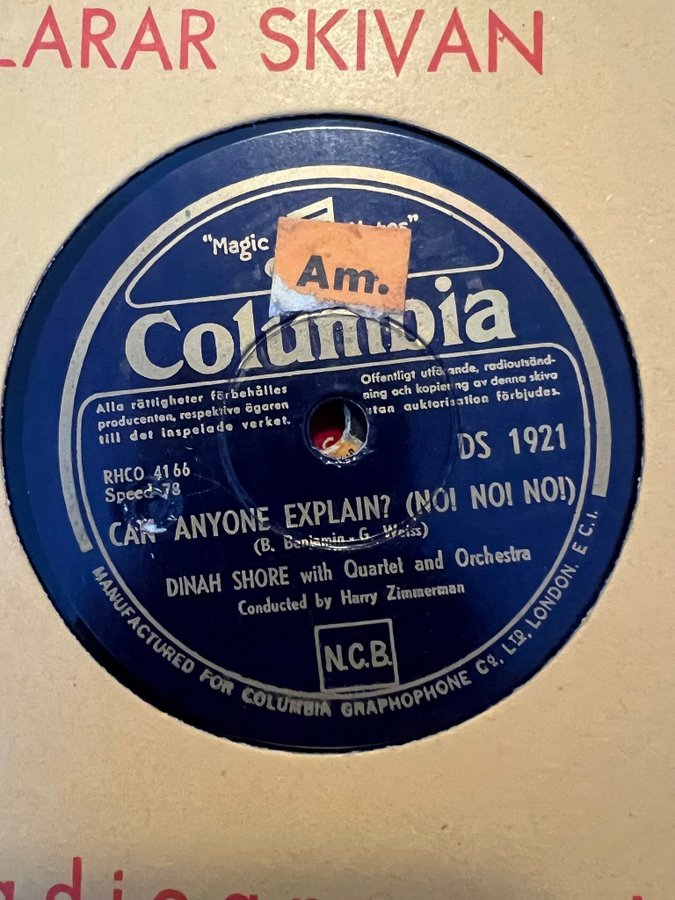 LARAR SKIVAN
"Magic Notes"
Am.
Columbia
Alla rättigheter förbehålles
producenten, respektive ägaren
till det inspelade verket.
Offentligt utförande, radioutsänd-
ning och kopiering av denna skiva
utan auktorisation förbjudes.
RHCO 4166
Speed 78
DS 1921
CAN ANYONE EXPLAIN? (NO! NO! NO!)
(B. Benjamin - G. Weiss)
DINAH SHORE with Quartet and Orchestra
Conducted by Harry Zimmerman
N.C.B.
MANUFACTURED FOR COLUMBIA GRAPHOPHONE CO., LTD, LONDON. E C.I.